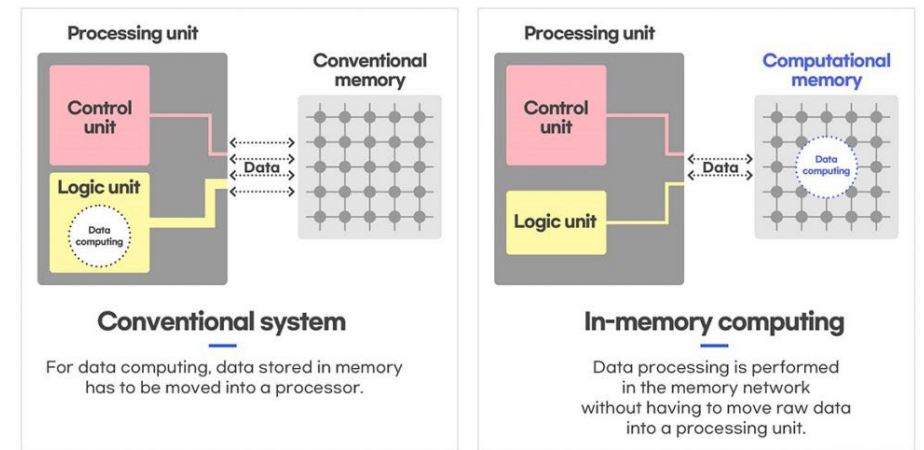 Processing unit
Conventional
memory
Control
unit
Data
Logic unit
Data
computing
Conventional system
For data computing, data stored in memory
has to be moved into a processor.
Processing unit
Computational
memory
Control
unit
Data
Data
computing
Logic unit
In-memory computing
Data processing is performed
in the memory network
without having to move raw data
into a processing unit.